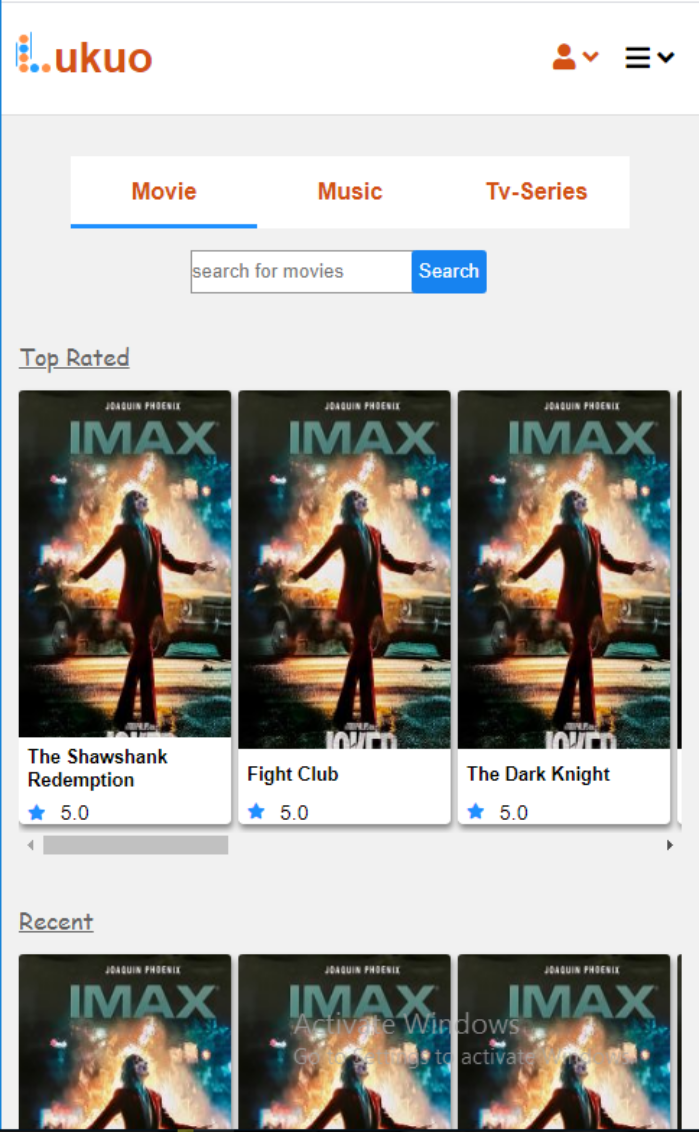 Lukuo
Movie Music Tv-Series
search for movies Search
Top Rated
JOAQUIN PHOENIX JOAQUIN PHOENIX JOAQUIN PHOENIX
IMAX IMAX IMAX
JOKER JOKER JOKER
The Shawshank
Redemption
Fight Club
The Dark Knight
5.0 5.0 5.0
Recent
JOAQUIN PHOENIX JOAQUIN PHOENIX JOAQUIN PHOENIX
IMAX IMAX IMAX
Activate Windows
Go to Settings to activate